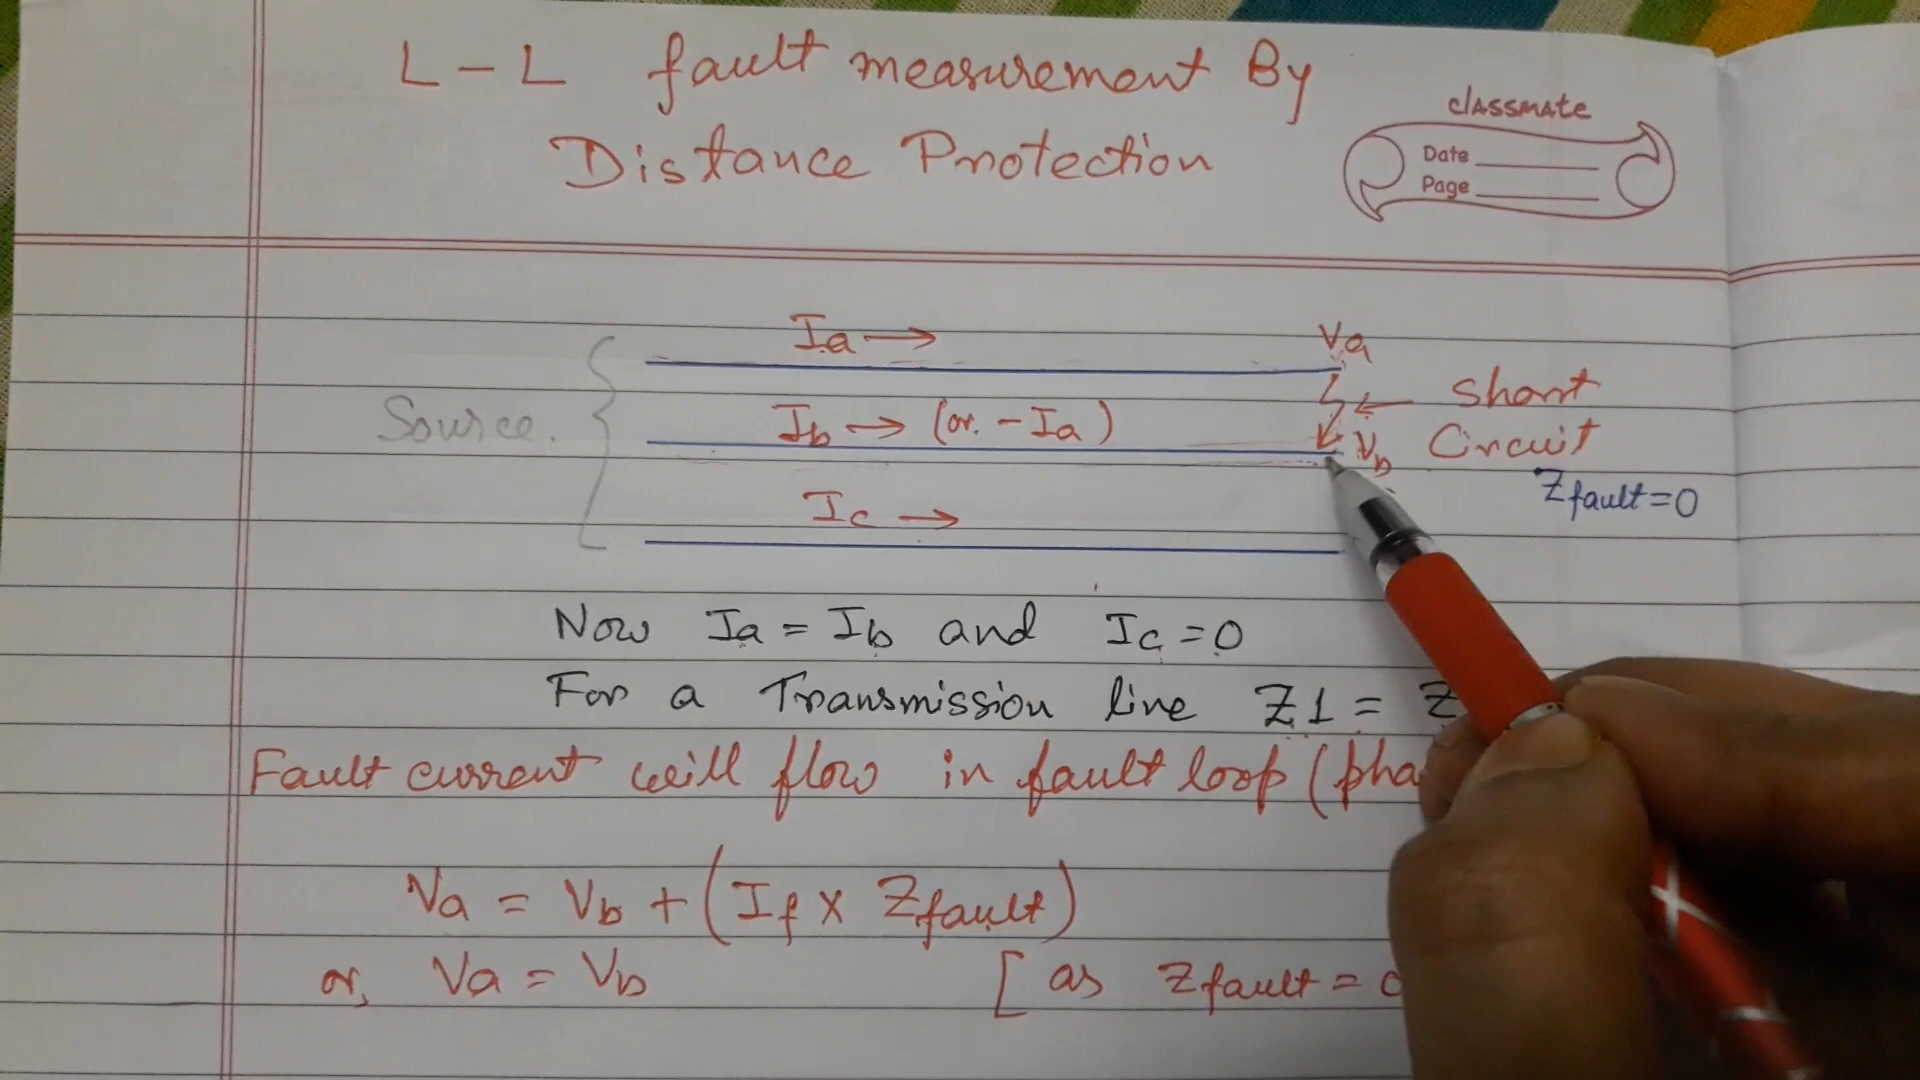 L-L fault measurement By
Distance Protection
classmate
Date
Page
Ia →
Va
Short
Circuit
Ib → (or. -Ia)
Vb
Source.
Zfault=0
Ic →
Now Ia = Ib and Ic=0
For a Transmission line Z1 =
Fault current will flow in fault loop (pha
Va = Vb + (If x Zfault)
or, Va = Vb [as Zfault =